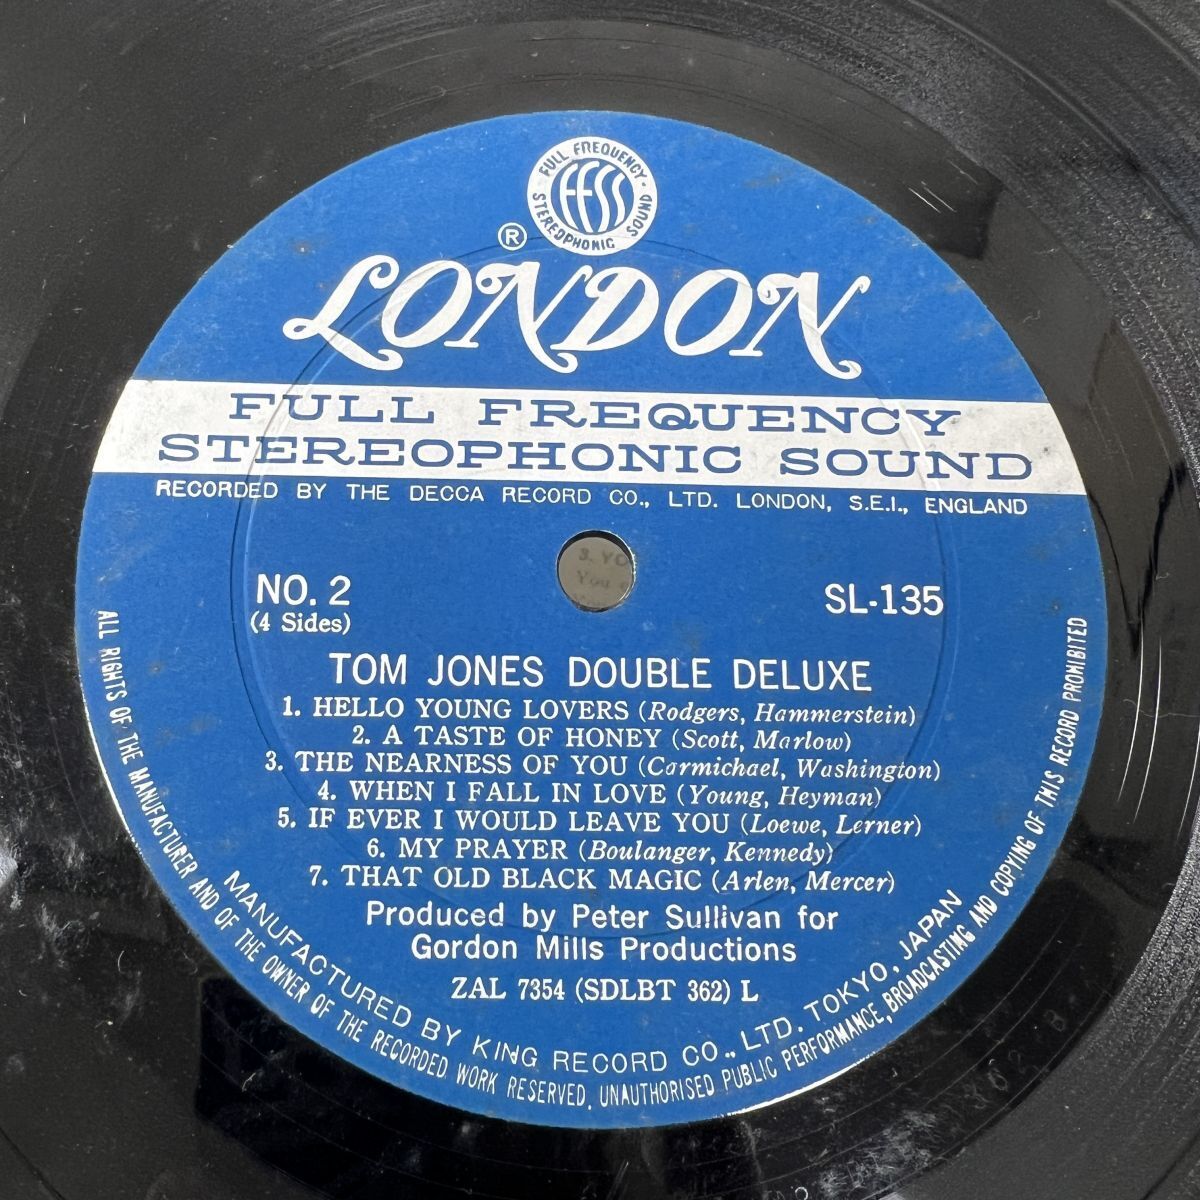 FULL FREQUENCY
ffss
STEREOPHONIC SOUND
®
LONDON
FULL FREQUENCY
STEREOPHONIC SOUND
RECORDED BY THE DECCA RECORD CO., LTD. LONDON, S.E.I., ENGLAND
NO. 2
(4 Sides)
SL-135
TOM JONES DOUBLE DELUXE
1. HELLO YOUNG LOVERS (Rodgers, Hammerstein)
2. A TASTE OF HONEY (Scott, Marlow)
3. THE NEARNESS OF YOU (Carmichael, Washington)
4. WHEN I FALL IN LOVE (Young, Heyman)
5. IF EVER I WOULD LEAVE YOU (Loewe, Lerner)
6. MY PRAYER (Boulanger, Kennedy)
7. THAT OLD BLACK MAGIC (Arlen, Mercer)
Produced by Peter Sullivan for
Gordon Mills Productions
ZAL 7354 (SDLBT 362) L
MANUFACTURED BY KING RECORD CO., LTD. TOKYO, JAPAN
ALL RIGHTS OF THE MANUFACTURER AND OF THE OWNER OF THE RECORDED WORK RESERVED. UNAUTHORISED PUBLIC PERFORMANCE, BROADCASTING AND COPYING OF THIS RECORD PROHIBITED